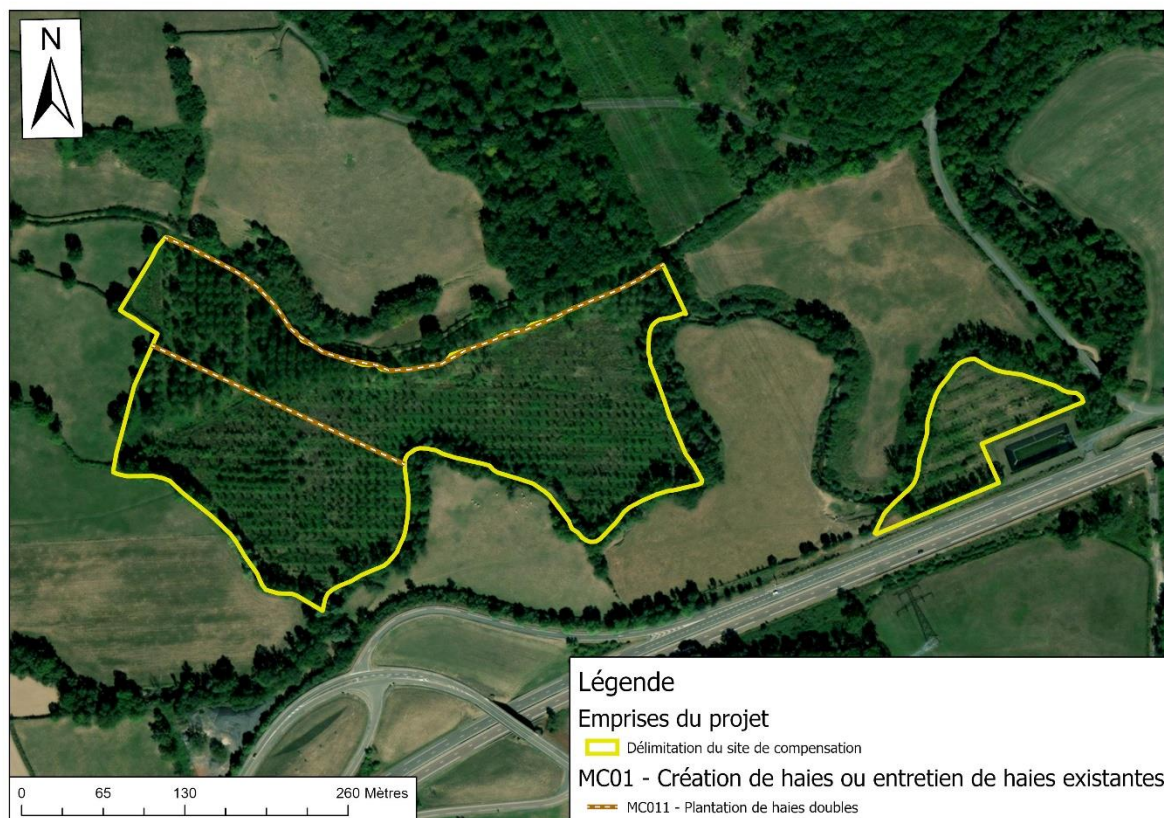 N
Légende
Emprises du projet
Délimitation du site de compensation
MC01 - Création de haies ou entretien de haies existantes
MC011 - Plantation de haies doubles
0 65 130 260 Mètres